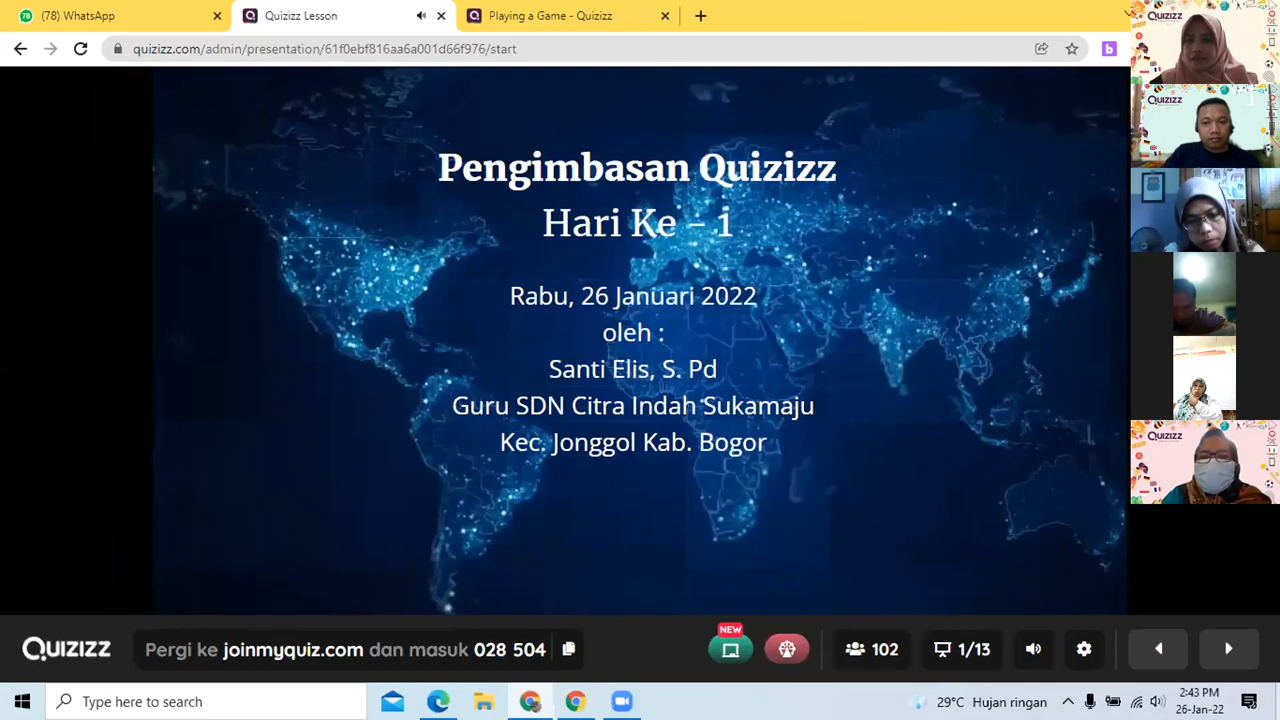 (78) WhatsApp
Quizizz Lesson
Playing a Game - Quizizz
quizizz.com/admin/presentation/61f0ebf816aa6a001d66f976/start
Pengimbasan Quizizz
Hari Ke - 1
Rabu, 26 Januari 2022
oleh :
Santi Elis, S. Pd
Guru SDN Citra Indah Sukamaju
Kec. Jonggol Kab. Bogor
QUIZIZZ
QUIZIZZ
QUIZIZZ
QUIZIZZ
Pergi ke joinmyquiz.com dan masuk 028 504
NEW
102
1/13
Type here to search
29°C Hujan ringan
2:43 PM
26-Jan-22